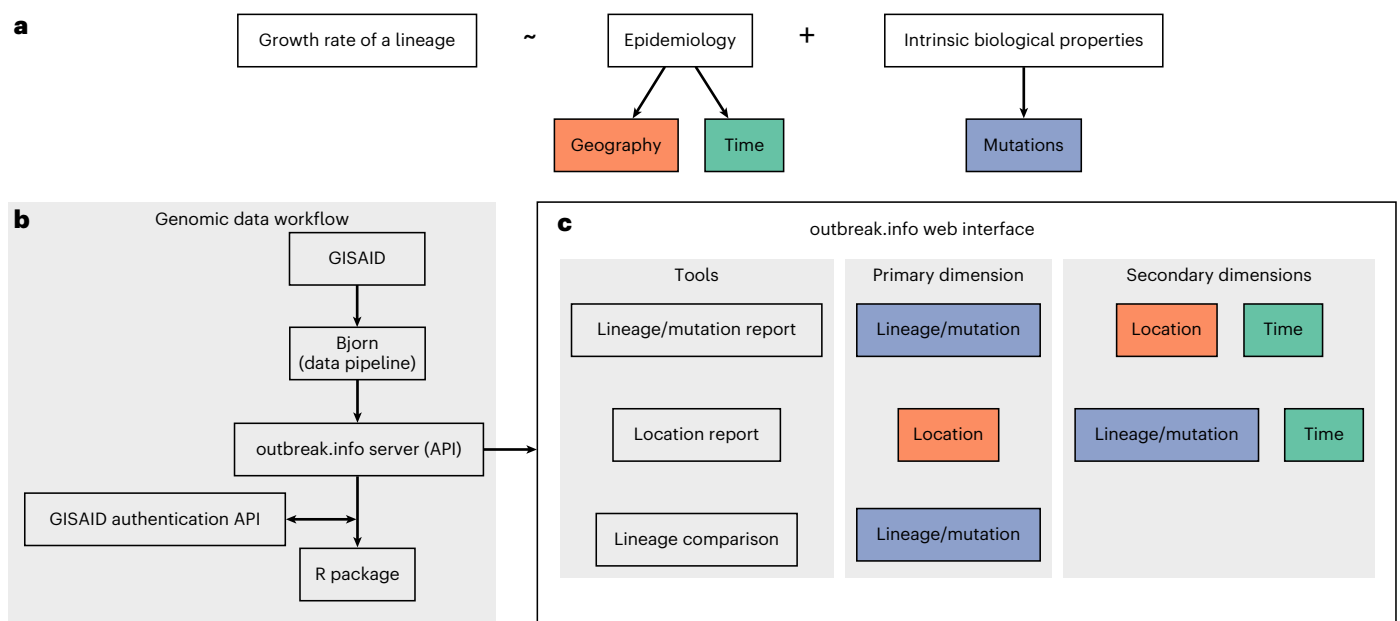 a
Growth rate of a lineage
~
Epidemiology
+
Intrinsic biological properties
Geography
Time
Mutations
b
Genomic data workflow
GISAID
Bjorn
(data pipeline)
outbreak.info server (API)
GISAID authentication API
R package
c
outbreak.info web interface
Tools
Primary dimension
Secondary dimensions
Lineage/mutation report
Lineage/mutation
Location
Time
Location report
Location
Lineage/mutation
Time
Lineage comparison
Lineage/mutation